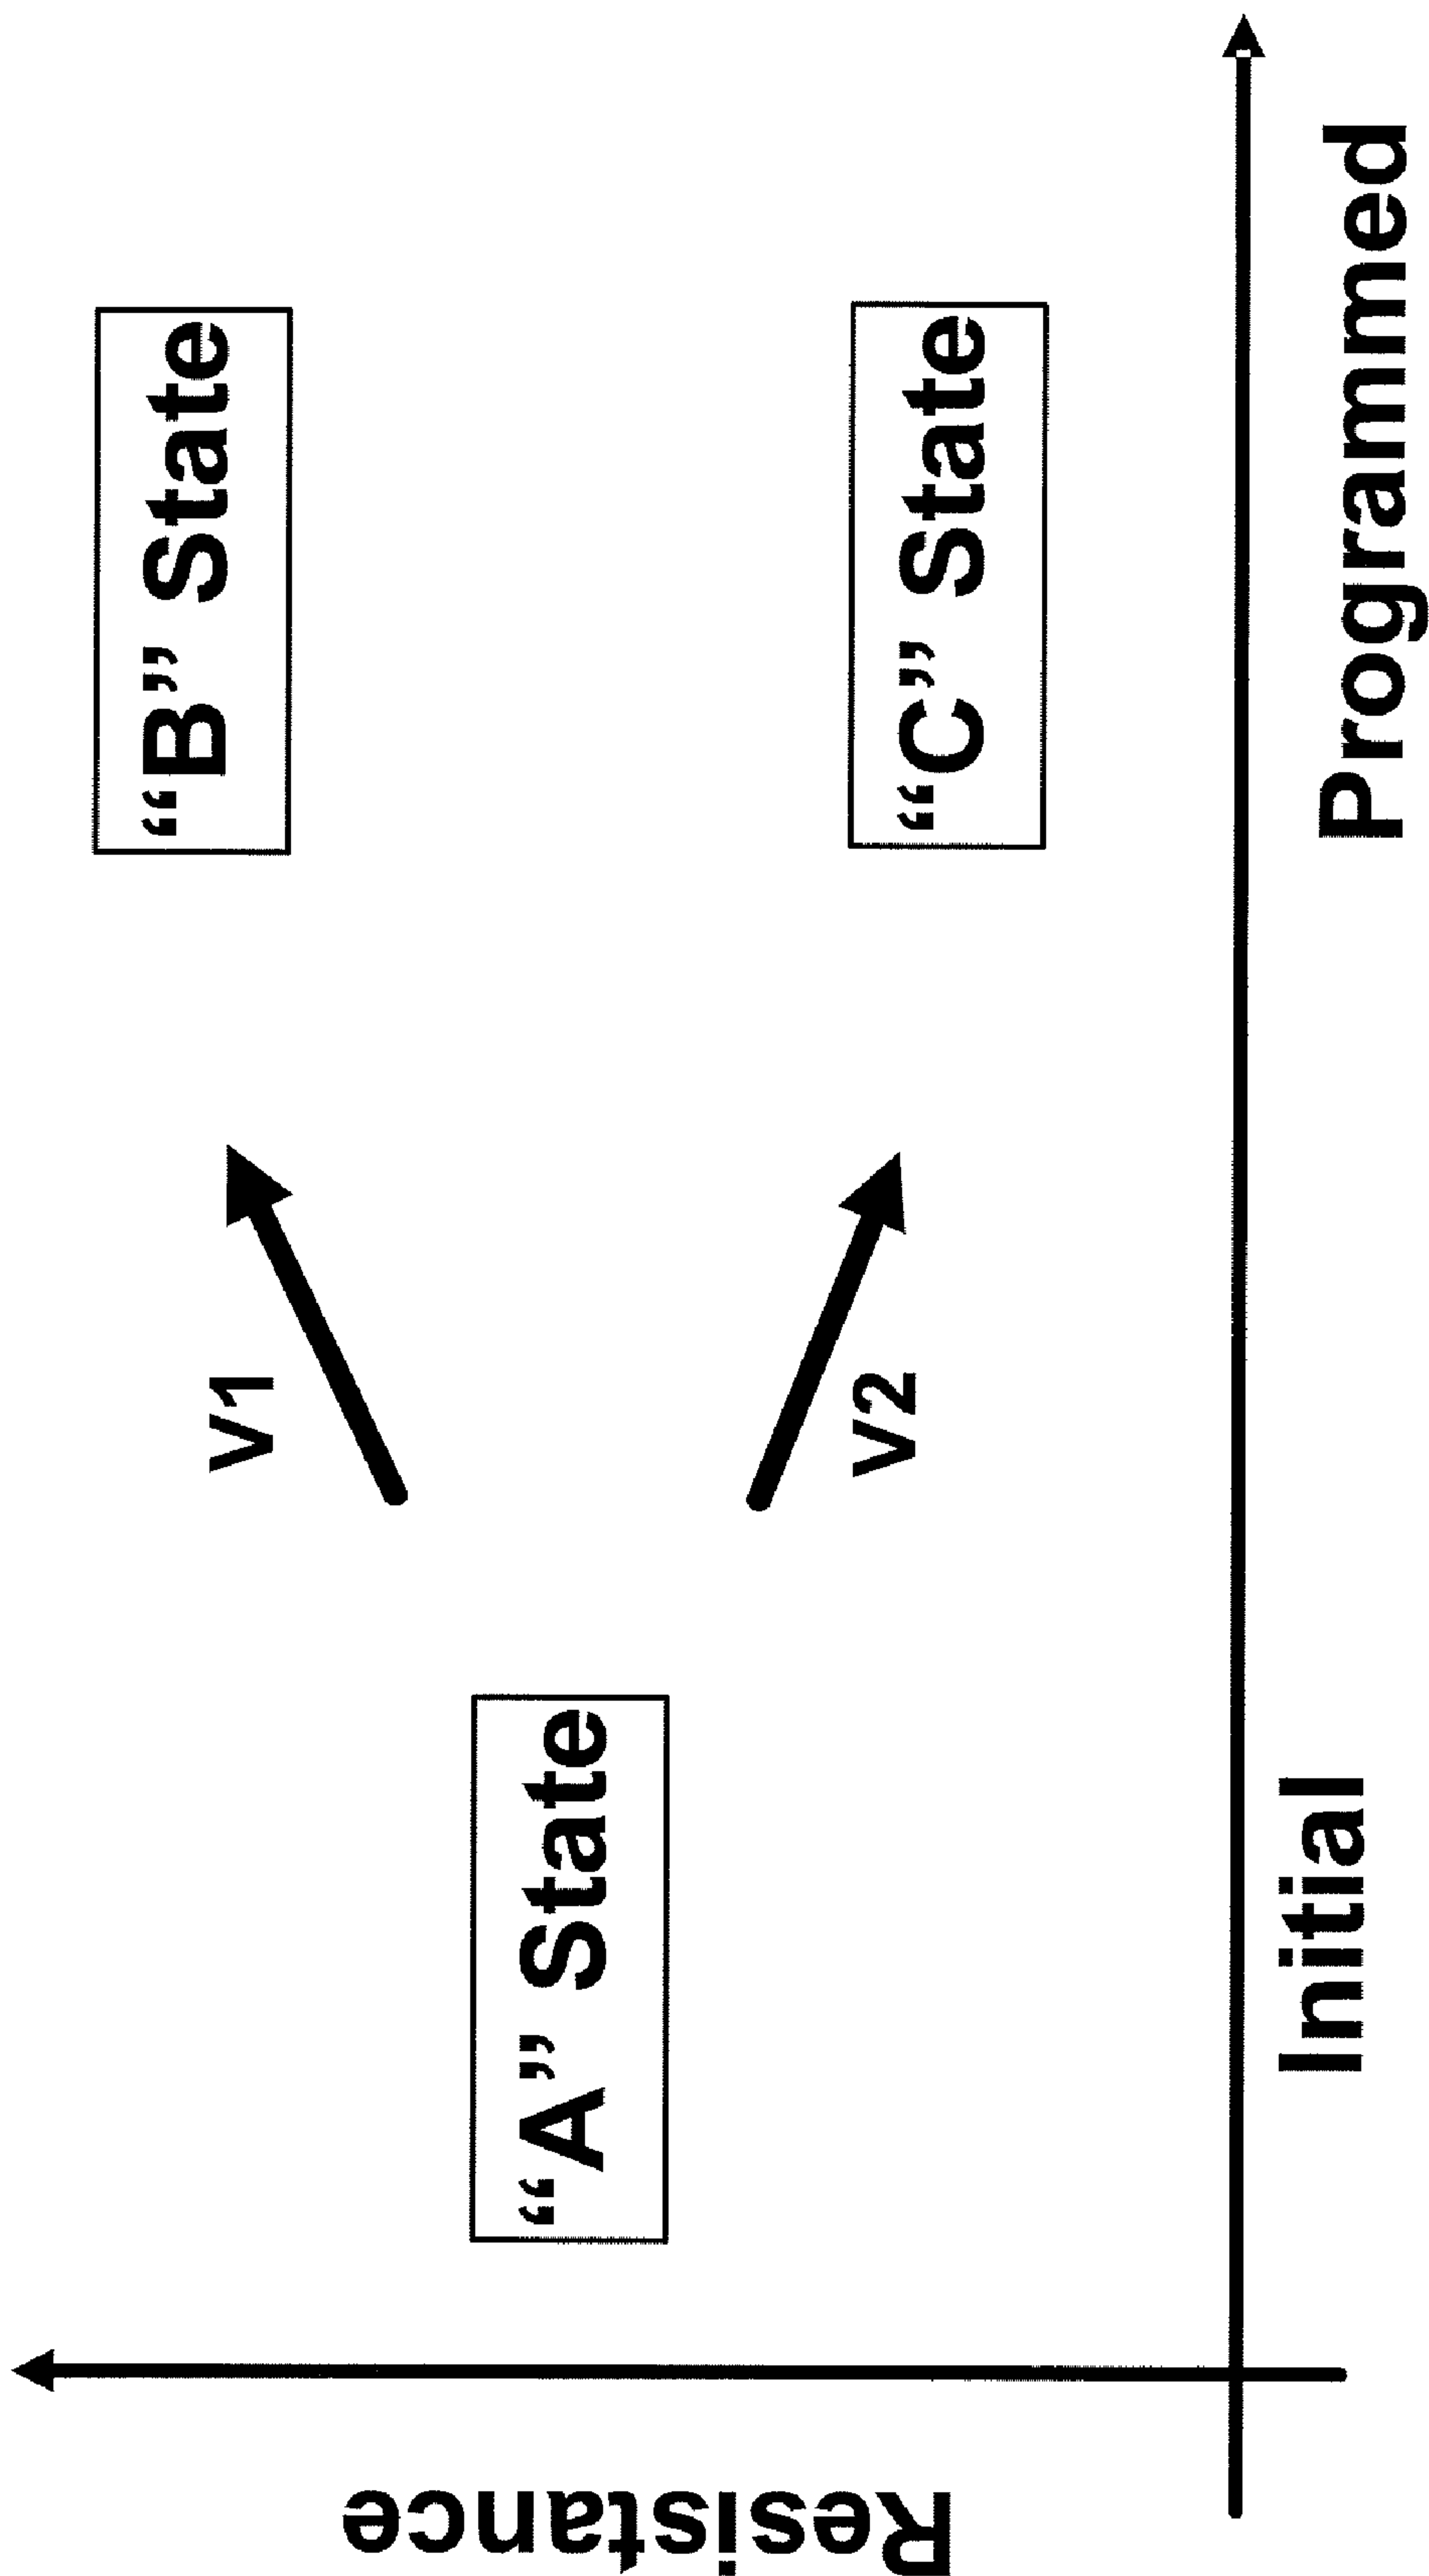 Resistance
“B” State
V1
“A” State
V2
“C” State
Initial
Programmed